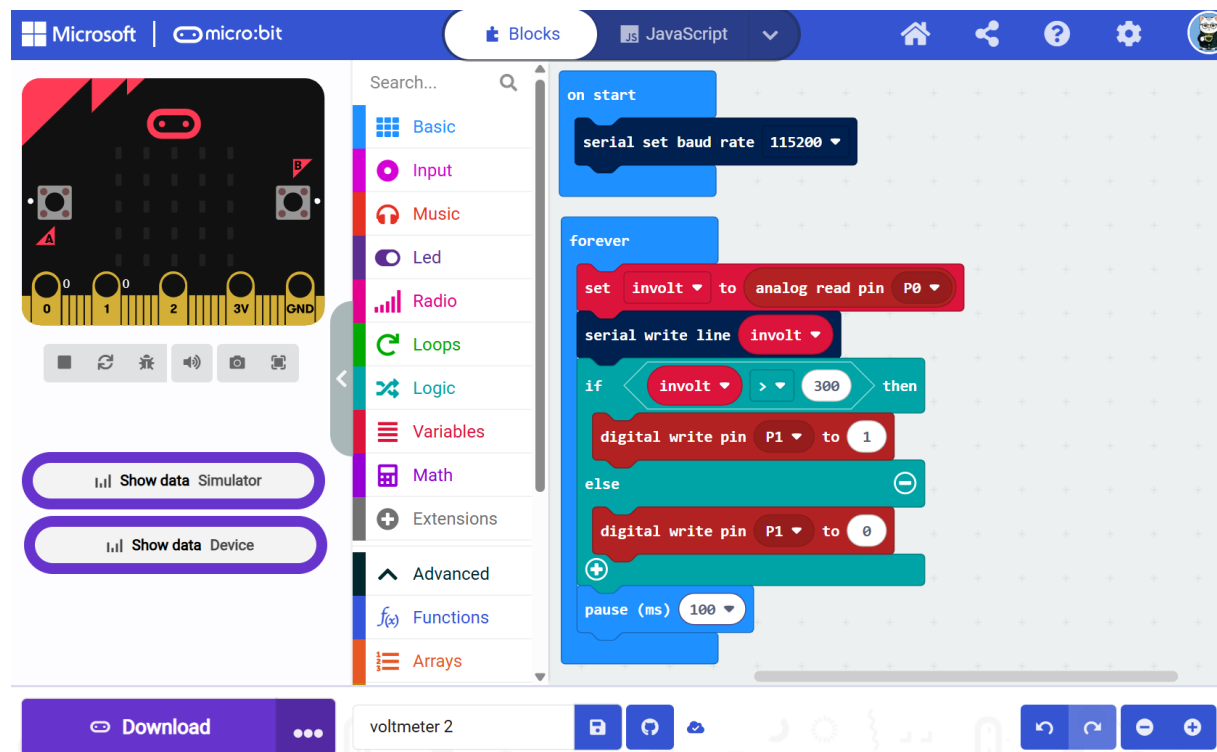 Microsoft micro:bit Blocks JS JavaScript
Search...
Basic
Input
Music
Led
Radio
Loops
Logic
Variables
Math
Extensions
Advanced
f(x) Functions
Arrays
A
B
0 0
0 1 2 3V GND
Show data Simulator
Show data Device
on start
serial set baud rate 115200
forever
set involt to analog read pin P0
serial write line involt
if involt > 300 then
digital write pin P1 to 1
else
digital write pin P1 to 0
pause (ms) 100
Download
voltmeter 2